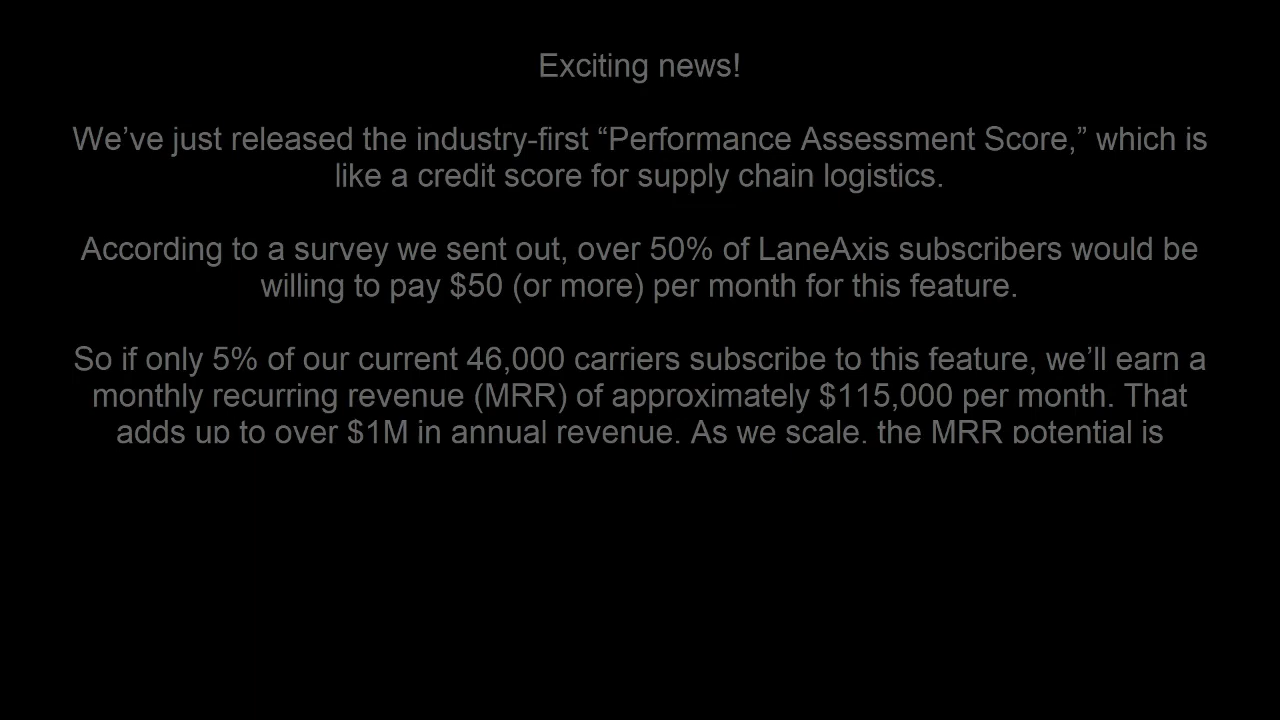 Exciting news!
We’ve just released the industry-first “Performance Assessment Score,” which is
like a credit score for supply chain logistics.
According to a survey we sent out, over 50% of LaneAxis subscribers would be
willing to pay $50 (or more) per month for this feature.
So if only 5% of our current 46,000 carriers subscribe to this feature, we’ll earn a
monthly recurring revenue (MRR) of approximately $115,000 per month. That
adds up to over $1M in annual revenue. As we scale, the MRR potential is